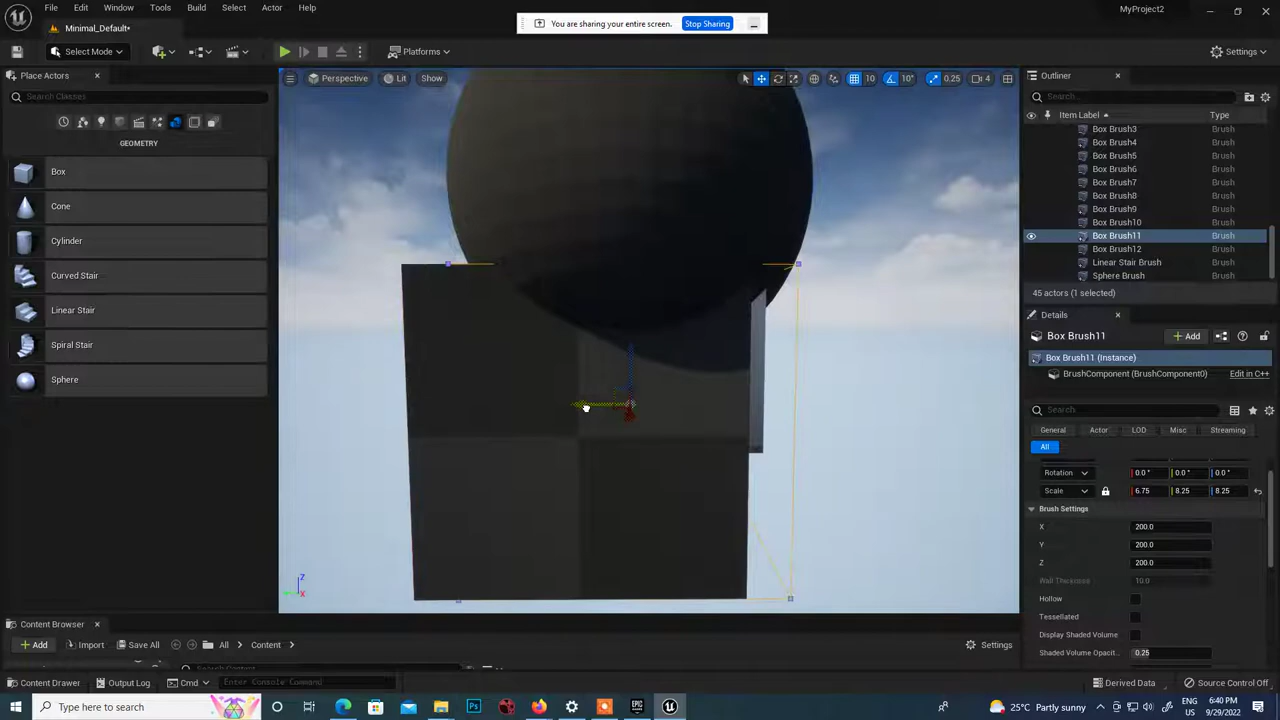 File Edit Window Tools Build Select Actor Help
You are sharing your entire screen. Stop Sharing
MyProject2
Minimal_Default*
Select Mode
Platforms
Settings
Place Actors
Perspective Lit Show
10 10° 0.25 4
Outliner
Search Classes
Search...
Item Label Type
GEOMETRY
Box
Cone
Cylinder
Curved Stair
Linear Stair
Spiral Stair
Sphere
Box Brush3 Brush
Box Brush4 Brush
Box Brush5 Brush
Box Brush6 Brush
Box Brush7 Brush
Box Brush8 Brush
Box Brush9 Brush
Box Brush10 Brush
Box Brush11 Brush
Box Brush12 Brush
Linear Stair Brush Brush
Sphere Brush Brush
45 actors (1 selected)
Details
Box Brush11 Add
Box Brush11 (Instance)
BrushComponent (BrushComponent0) Edit in C++
Search
General Actor LOD Misc Streaming
All
Rotation 0.0 ° 0.0 ° 0.0 °
Scale 6.75 8.25 8.25
Brush Settings
X 200.0
Y 200.0
Z 200.0
Wall Thickness 10.0
Hollow
Tessellated
Display Shaded Volume
Shaded Volume Opacit.. 0.25
Z
X
Content Browser
Add Import Save All All Content Settings
Content Drawer Output Log Cmd Enter Console Command Derived Data Source Control Off
Type here to search
25°C Partly sunny ENG 6:40 PM 9/29/2022